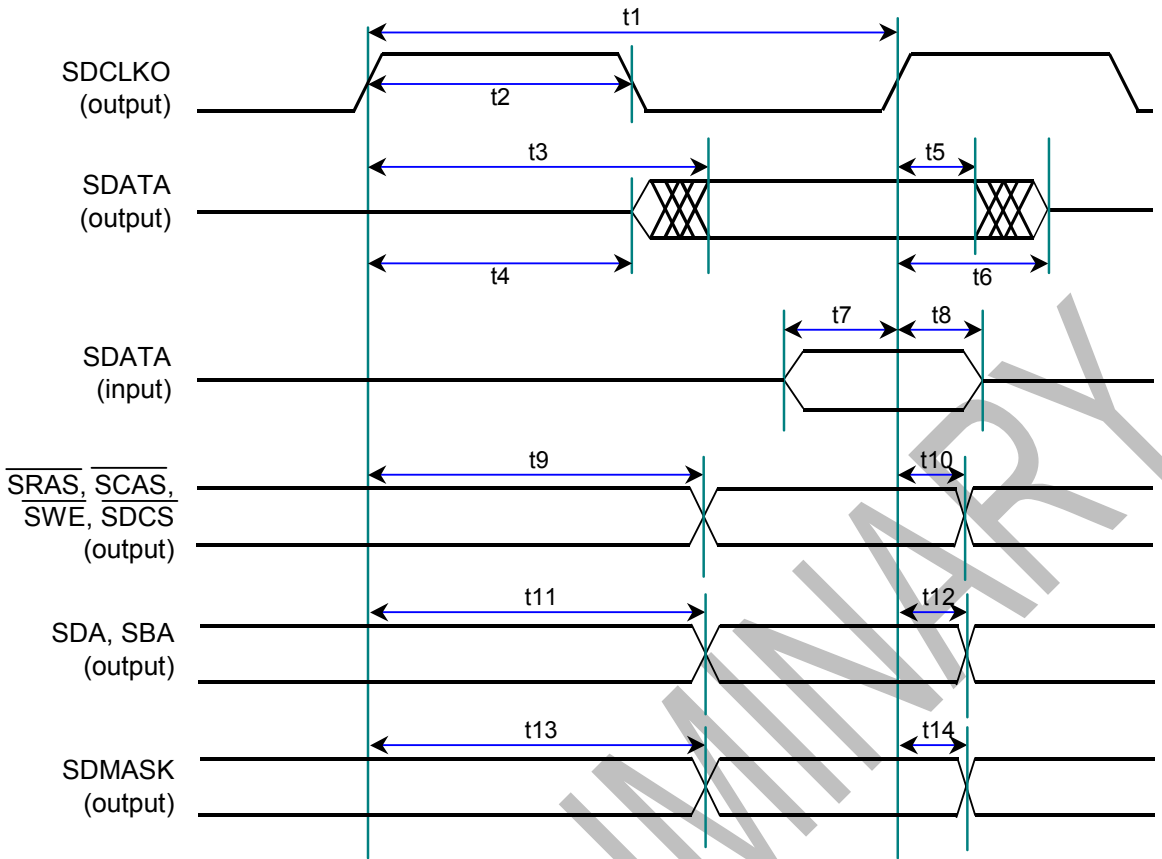 t1
SDCLKO
(output)
t2
t3
t5
SDATA
(output)
t4
t6
t7
t8
SDATA
(input)
t9
t10
SRAS, SCAS,
SWE, SDCS
(output)
t11
t12
SDA, SBA
(output)
t13
t14
SDMASK
(output)
IMINARY